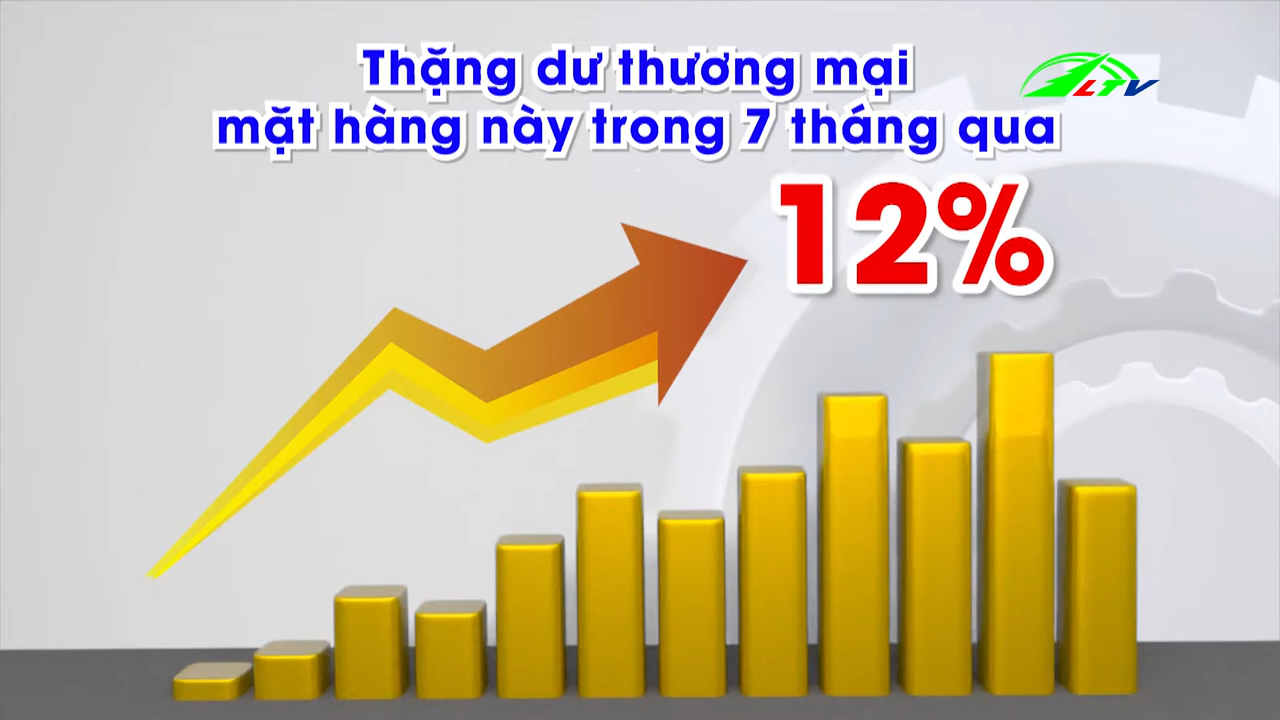 Thặng dư thương mại
LTV
mặt hàng này trong 7 tháng qua
12%